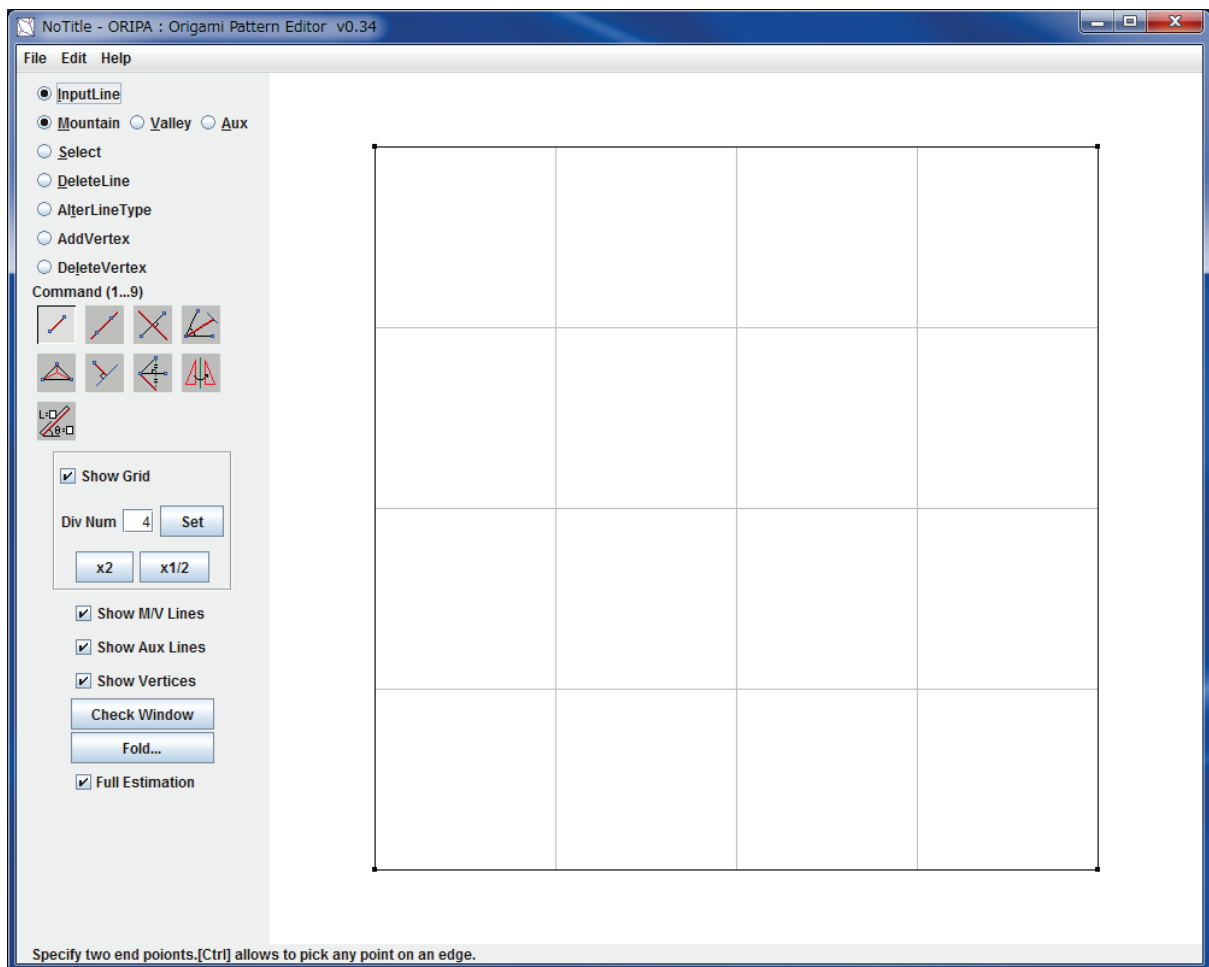 NoTitle - ORIPA : Origami Pattern Editor v0.34
File Edit Help
InputLine
Mountain Valley Aux
Select
DeleteLine
AlterLineType
AddVertex
DeleteVertex
Command (1...9)
L=
θ=
Show Grid
Div Num 4 Set
x2 x1/2
Show M/V Lines
Show Aux Lines
Show Vertices
Check Window
Fold...
Full Estimation
Specify two end poionts.[Ctrl] allows to pick any point on an edge.